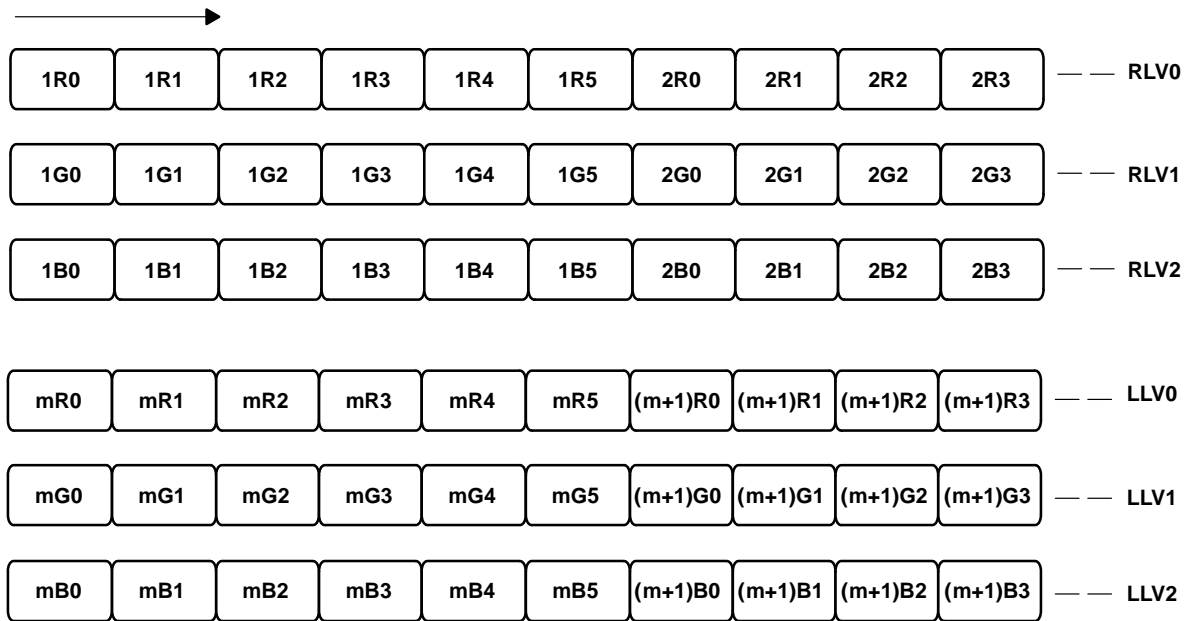 1R0 1R1 1R2 1R3 1R4 1R5 2R0 2R1 2R2 2R3 RLV0
1G0 1G1 1G2 1G3 1G4 1G5 2G0 2G1 2G2 2G3 RLV1
1B0 1B1 1B2 1B3 1B4 1B5 2B0 2B1 2B2 2B3 RLV2
mR0 mR1 mR2 mR3 mR4 mR5 (m+1)R0 (m+1)R1 (m+1)R2 (m+1)R3 LLV0
mG0 mG1 mG2 mG3 mG4 mG5 (m+1)G0 (m+1)G1 (m+1)G2 (m+1)G3 LLV1
mB0 mB1 mB2 mB3 mB4 mB5 (m+1)B0 (m+1)B1 (m+1)B2 (m+1)B3 LLV2